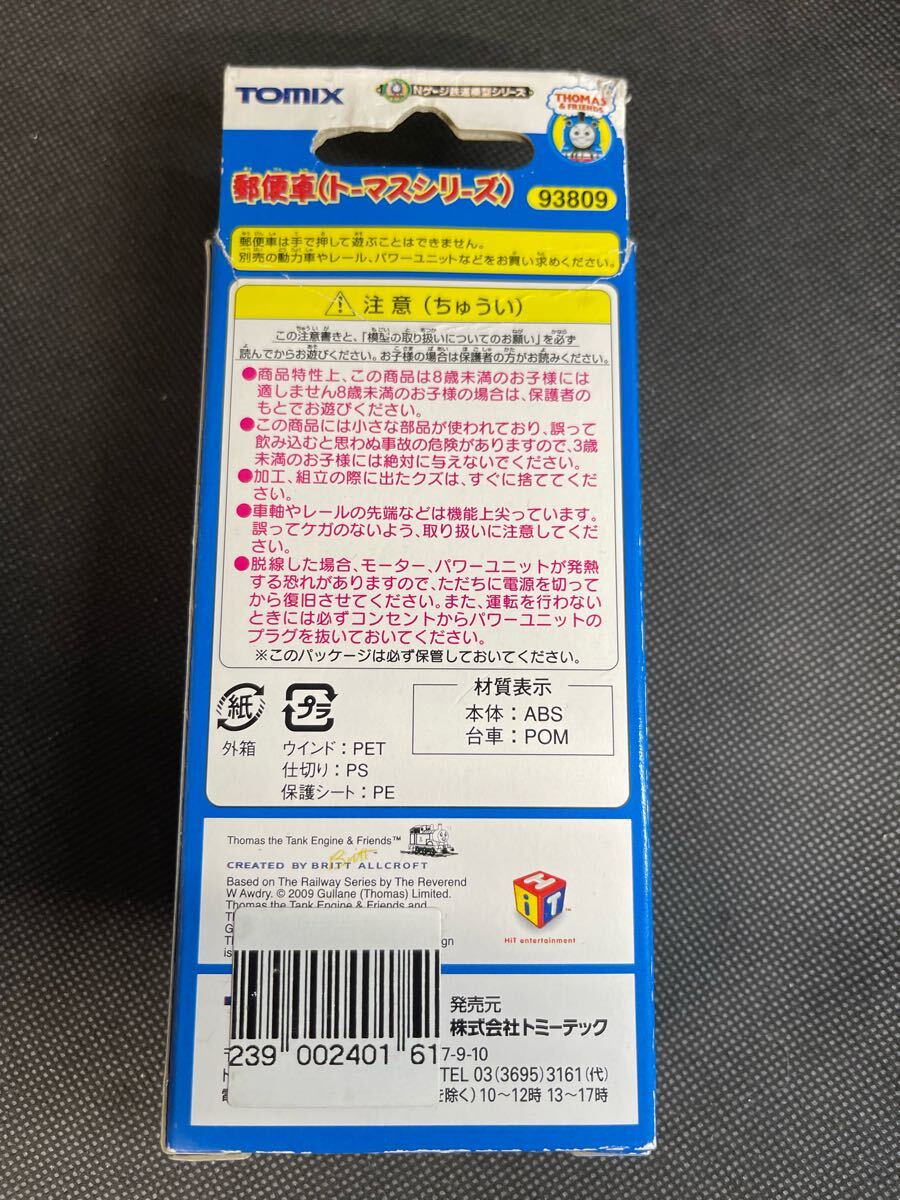 TOMIX
Nゲージ鉄道模型シリーズ
THOMAS
& FRIENDS
郵便車(トーマスシリーズ)
93809
郵便車は手で押して遊ぶことはできません。
別売の動力車やレール、パワーユニットなどをお買い求めください。
注意(ちゅうい)
この注意書きと、「模型の取り扱いについてのお願い」を必ず
読んでからお遊びください。お子様の場合は保護者の方がお読みください。
●商品特性上、この商品は8歳未満のお子様には
適しません8歳未満のお子様の場合は、保護者の
もとでお遊びください。
●この商品には小さな部品が使われており、誤って
飲み込むと思わぬ事故の危険がありますので、3歳
未満のお子様には絶対に与えないでください。
●加工、組立の際に出たクズは、すぐに捨ててくだ
さい。
●車軸やレールの先端などは機能上尖っています。
誤ってケガのないよう、取り扱いに注意してくだ
さい。
●脱線した場合、モーター、パワーユニットが発熱
する恐れがありますので、ただちに電源を切って
から復旧させてください。また、運転を行わない
ときには必ずコンセントからパワーユニットの
プラグを抜いておいてください。
※このパッケージは必ず保管しておいてください。
紙
外箱
プラ
ウインド:PET
仕切り:PS
保護シート:PE
材質表示
本体:ABS
台車:POM
Thomas the Tank Engine & Friends™
CREATED BY BRITT ALLCROFT
Britt
Based on The Railway Series by The Reverend
W Awdry. © 2009 Gullane (Thomas) Limited.
Thomas the Tank Engine & Friends and
HiT
HiT entertainment
239 002401 61
発売元
株式会社トミーテック
7-9-10
TEL 03(3695)3161(代)
を除く)10〜12時 13〜17時